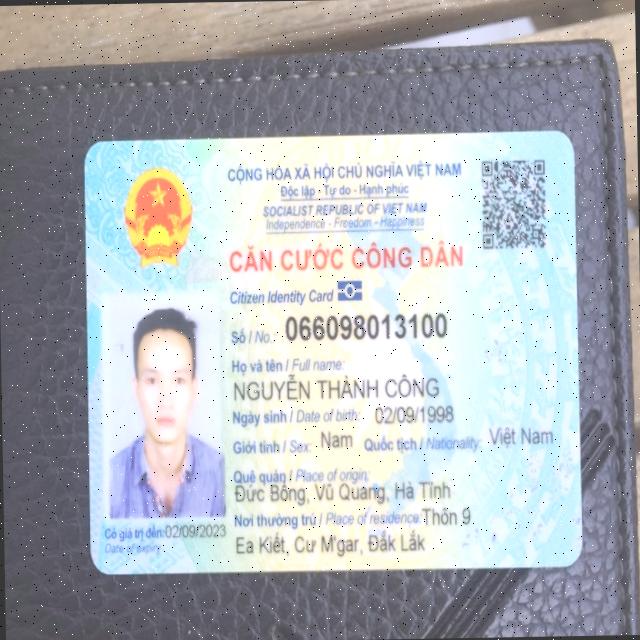 CỘNG HÒA XÃ HỘI CHỦ NGHĨA VIỆT NAM
Độc lập - Tự do - Hạnh phúc
SOCIALIST REPUBLIC OF VIET NAM
Independence - Freedom - Happiness
CĂN CƯỚC CÔNG DÂN
Citizen Identity Card
Số / No.: 066098013100
Họ và tên / Full name:
NGUYỄN THÀNH CÔNG
Ngày sinh / Date of birth: 02/09/1998
Giới tính / Sex: Nam Quốc tịch / Nationality: Việt Nam
Quê quán / Place of origin:
Đức Bồng, Vũ Quang, Hà Tĩnh
Nơi thường trú / Place of residence: Thôn 9
Ea Kiết, Cư M'gar, Đắk Lắk
Có giá trị đến: 02/09/2023
Date of expiry